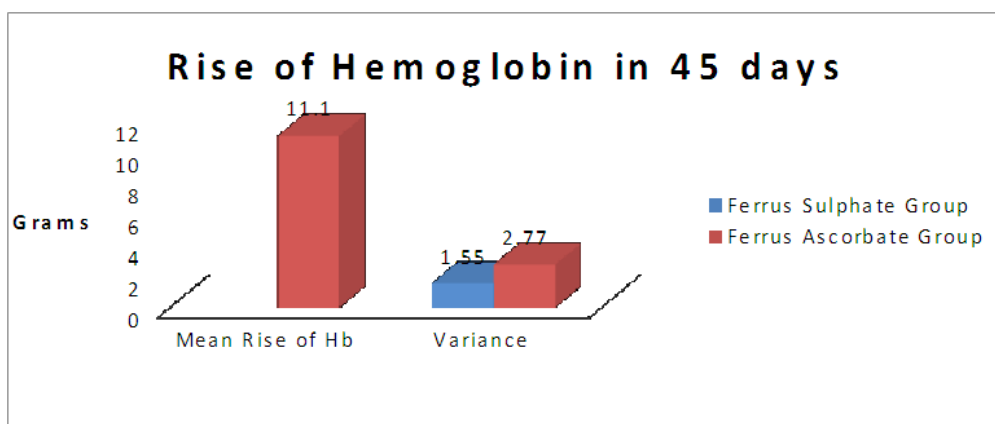 Rise of Hemoglobin in 45 days
11.1
12
10
8
6
4
2
0
Grams
1.55
2.77
Mean Rise of Hb
Variance
Ferrus Sulphate Group
Ferrus Ascorbate Group